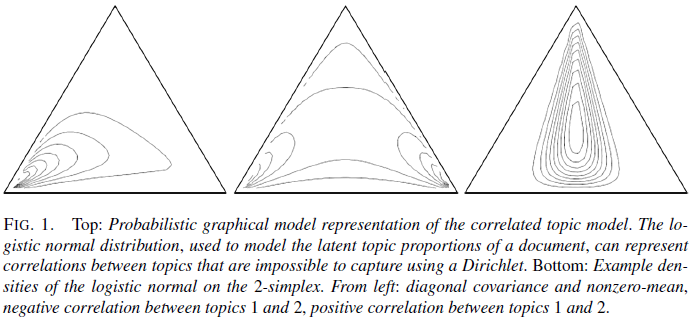 FIG. 1. Top: Probabilistic graphical model representation of the correlated topic model. The lo-
gistic normal distribution, used to model the latent topic proportions of a document, can represent
correlations between topics that are impossible to capture using a Dirichlet. Bottom: Example den-
sities of the logistic normal on the 2-simplex. From left: diagonal covariance and nonzero-mean,
negative correlation between topics 1 and 2, positive correlation between topics 1 and 2.